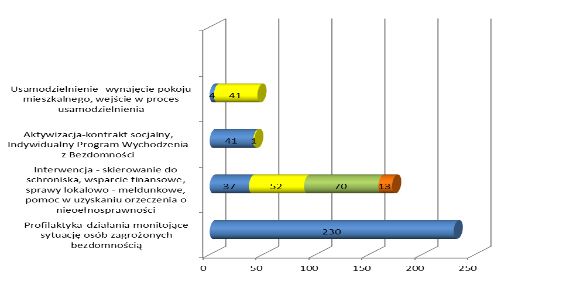 Usamodzielnienie wynajęcie pokoju
mieszkalnego, wejście w proces
usamodzielnienia
4 41
Aktywizacja-kontrakt socjalny,
Indywidualny Program Wychodzenia
z Bezdomności
41 1
Interwencja - skierowanie do
schroniska, wsparcie finansowe,
sprawy lokalowo - meldunkowe,
pomoc w uzyskaniu orzeczenia o
nieoełnosprawności
37 52 70 13
Profilaktyka-działania monitojące
sytuację osób zagrożonych
bezdomnością
230
0 50 100 150 200 250